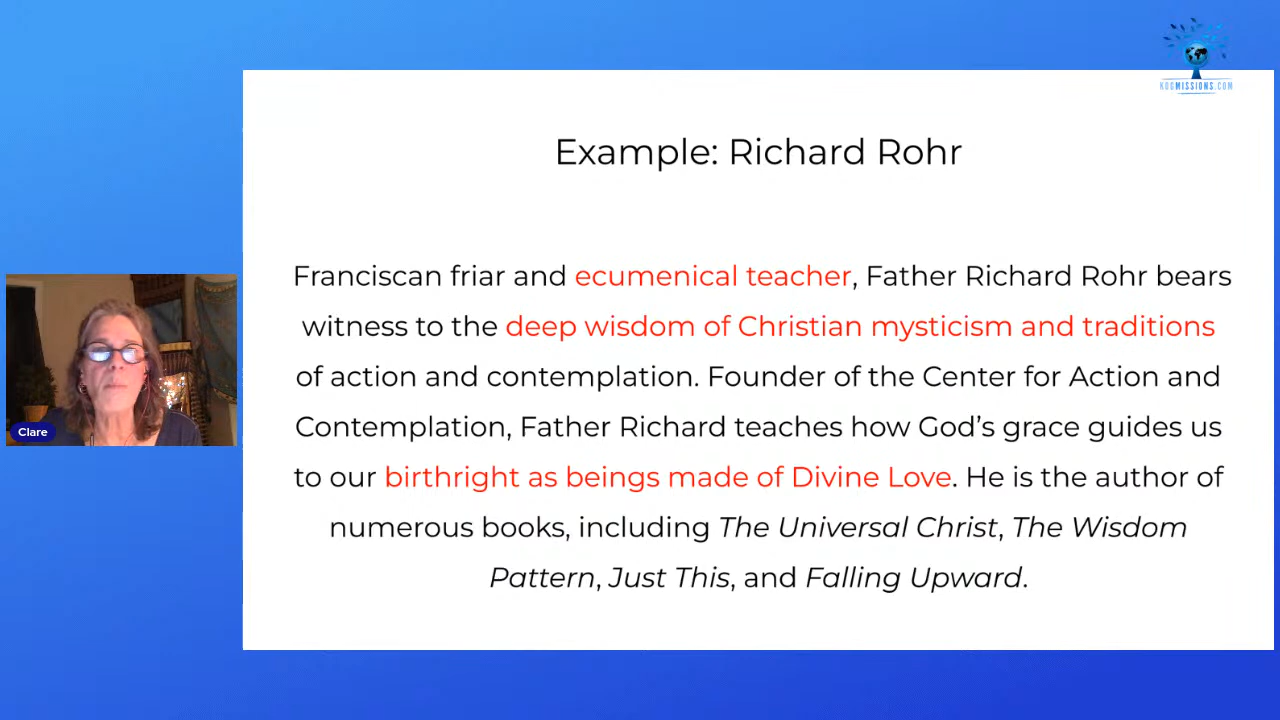 KOGMISSIONS.COM
Example: Richard Rohr
Franciscan friar and ecumenical teacher, Father Richard Rohr bears
witness to the deep wisdom of Christian mysticism and traditions
of action and contemplation. Founder of the Center for Action and
Contemplation, Father Richard teaches how God’s grace guides us
to our birthright as beings made of Divine Love. He is the author of
numerous books, including The Universal Christ, The Wisdom
Pattern, Just This, and Falling Upward.
Clare